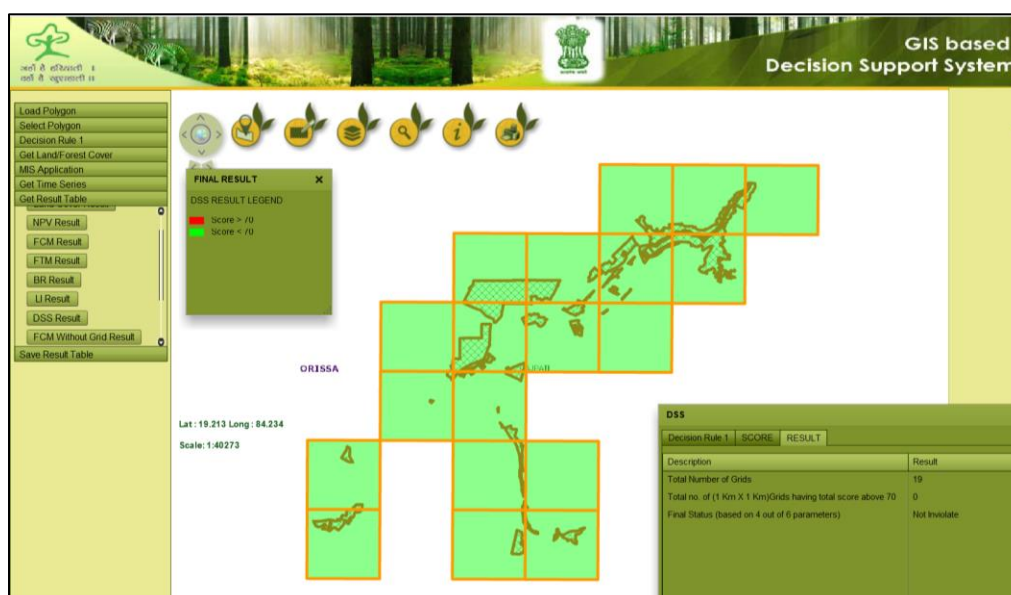 जहाँ है हरियाली ।
वहाँ है खुशहाली ।।
GIS based
Decision Support System
Load Polygon
Select Polygon
Decision Rule 1
Get Land/Forest Cover
MIS Application
Get Time Series
Get Result Table
NPV Result
FCM Result
FTM Result
BR Result
LI Result
DSS Result
FCM Without Grid Result
Save Result Table
FINAL RESULT x
DSS RESULT LEGEND
Score > 70
Score < 70
ORISSA
Lat : 19.213 Long : 84.234
Scale: 1:40273
DSS
Decision Rule 1 SCORE RESULT
Description Result
Total Number of Grids 19
Total no. of (1 Km X 1 Km)Grids having total score above 70 0
Final Status (based on 4 out of 6 parameters) Not Inviolate